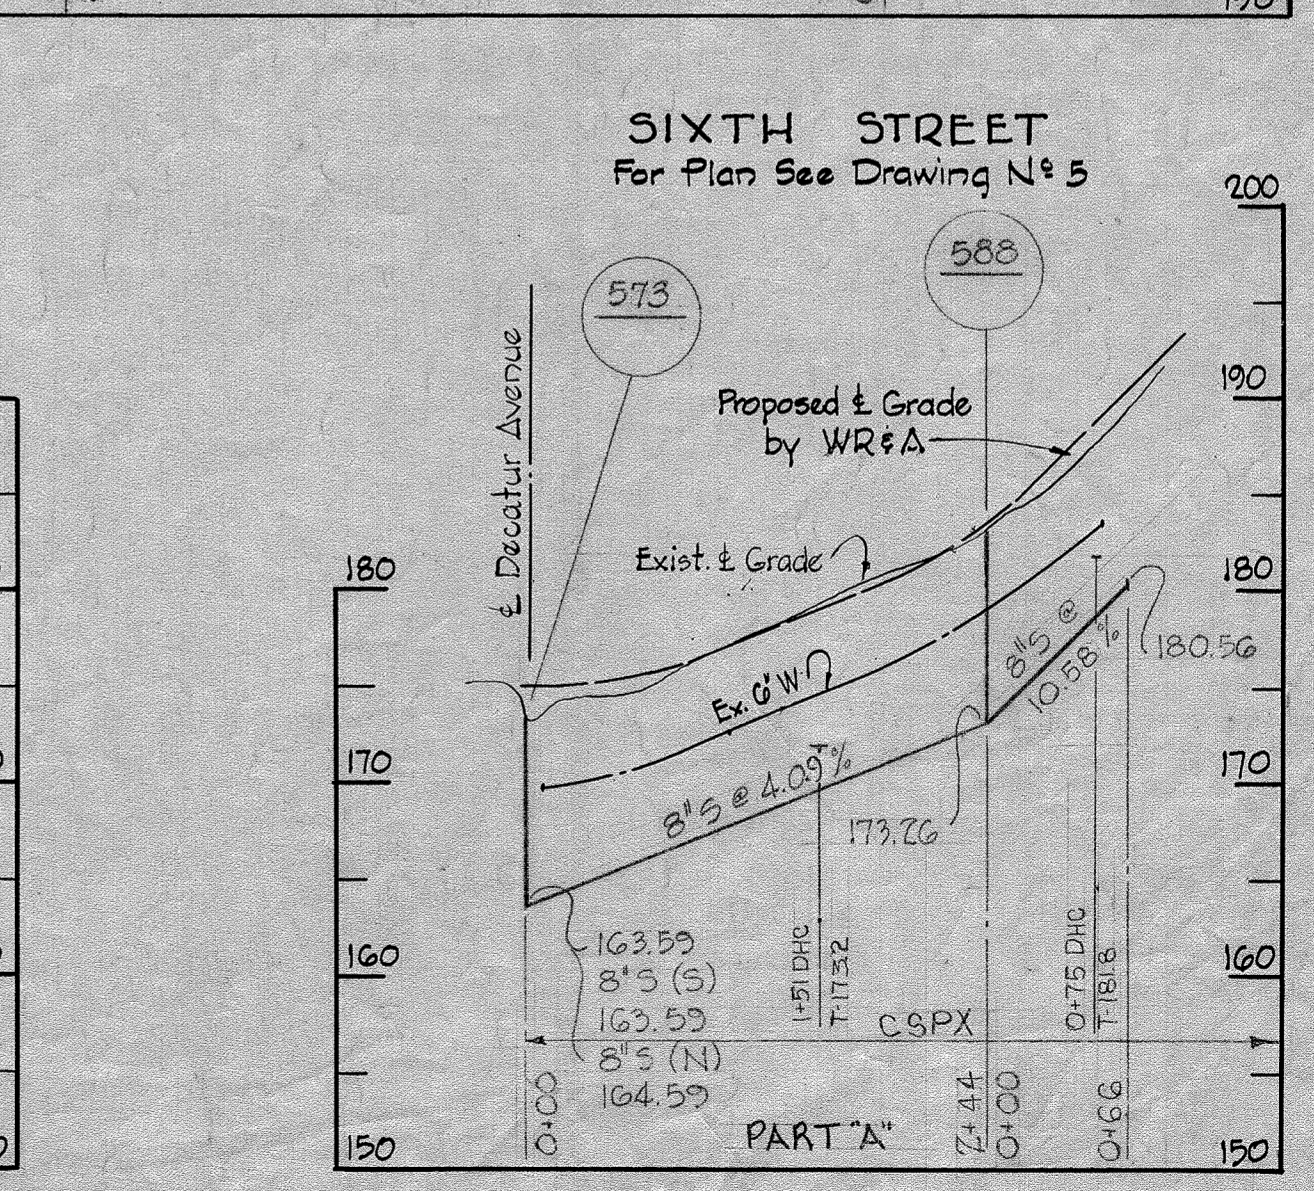 SIXTH STREET
For Plan See Drawing Nº 5
200
588
573
℄ Decatur Avenue
190
Proposed ℄ Grade
by WR&A
Exist. ℄ Grade
180
180
8"S @
10.58%
180.56
Ex. 6" W
170
170
8"S @ 4.09%
173.26
163.59
8"S (S)
163.59
8"S (N)
164.59
160
160
1+51 DHC
T-173.2
CSPX
0+75 DHC
T-181.8
0+00
2+44
0+00
0+66
PART "A"
150
150